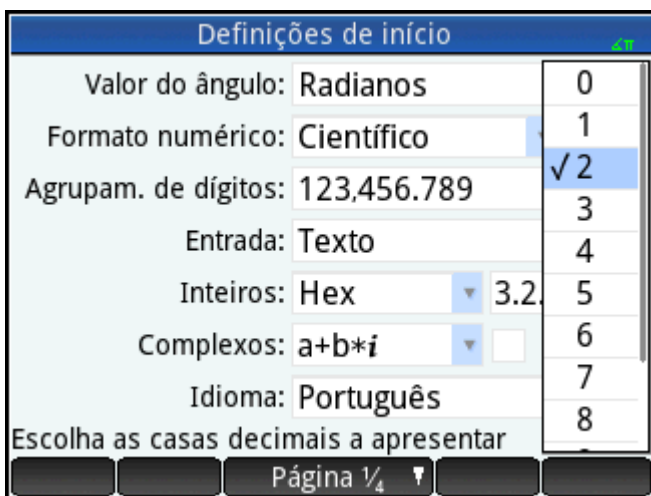 Definições de início
∡π
Valor do ângulo: Radianos
Formato numérico: Científico
Agrupam. de dígitos: 123,456.789
Entrada: Texto
Inteiros: Hex 3.2.
Complexos: a+b*i
Idioma: Português
Escolha as casas decimais a apresentar
0
1
√ 2
3
4
5
6
7
8
Página ¼